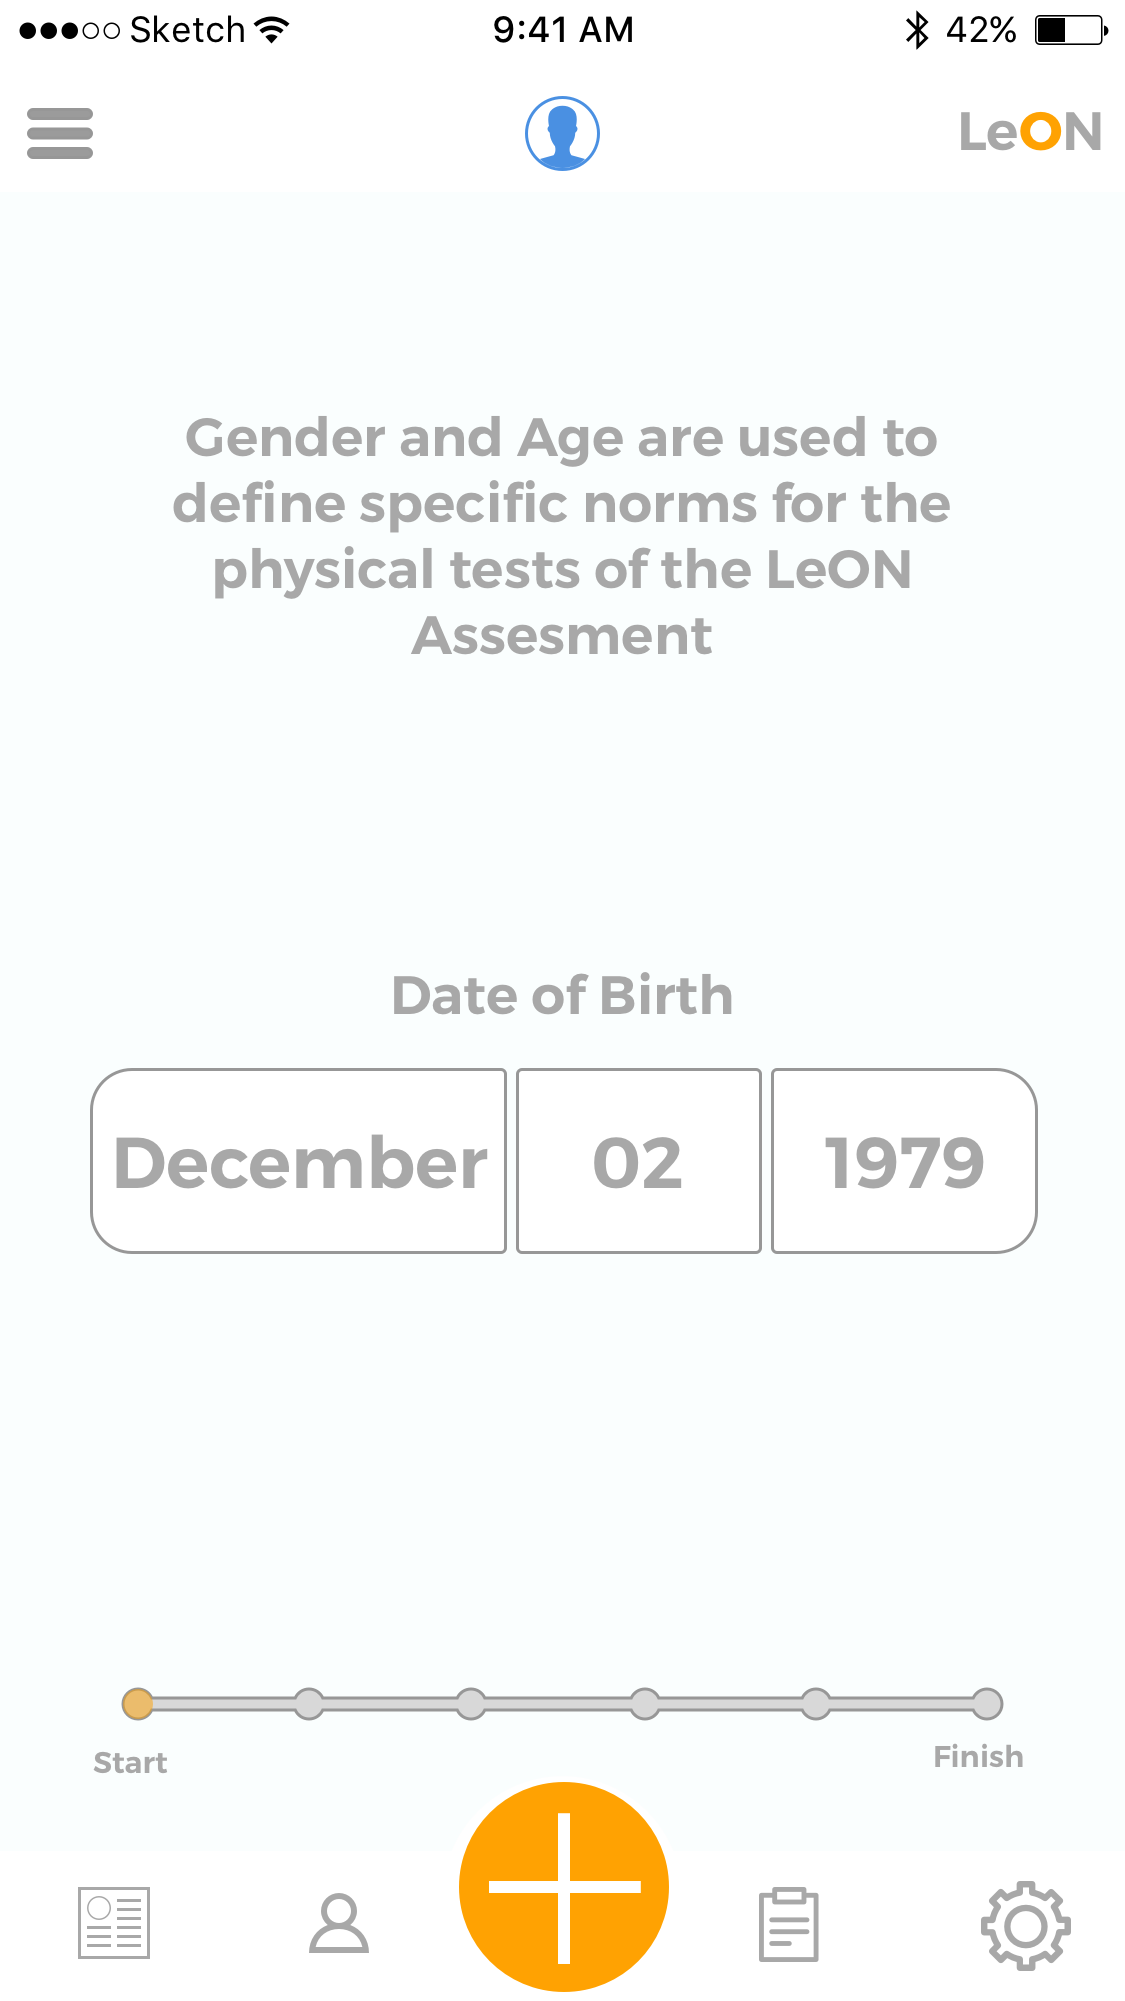 Sketch 9:41 AM 42%
LeON
Gender and Age are used to
define specific norms for the
physical tests of the LeON
Assesment
Date of Birth
December 02 1979
Start Finish